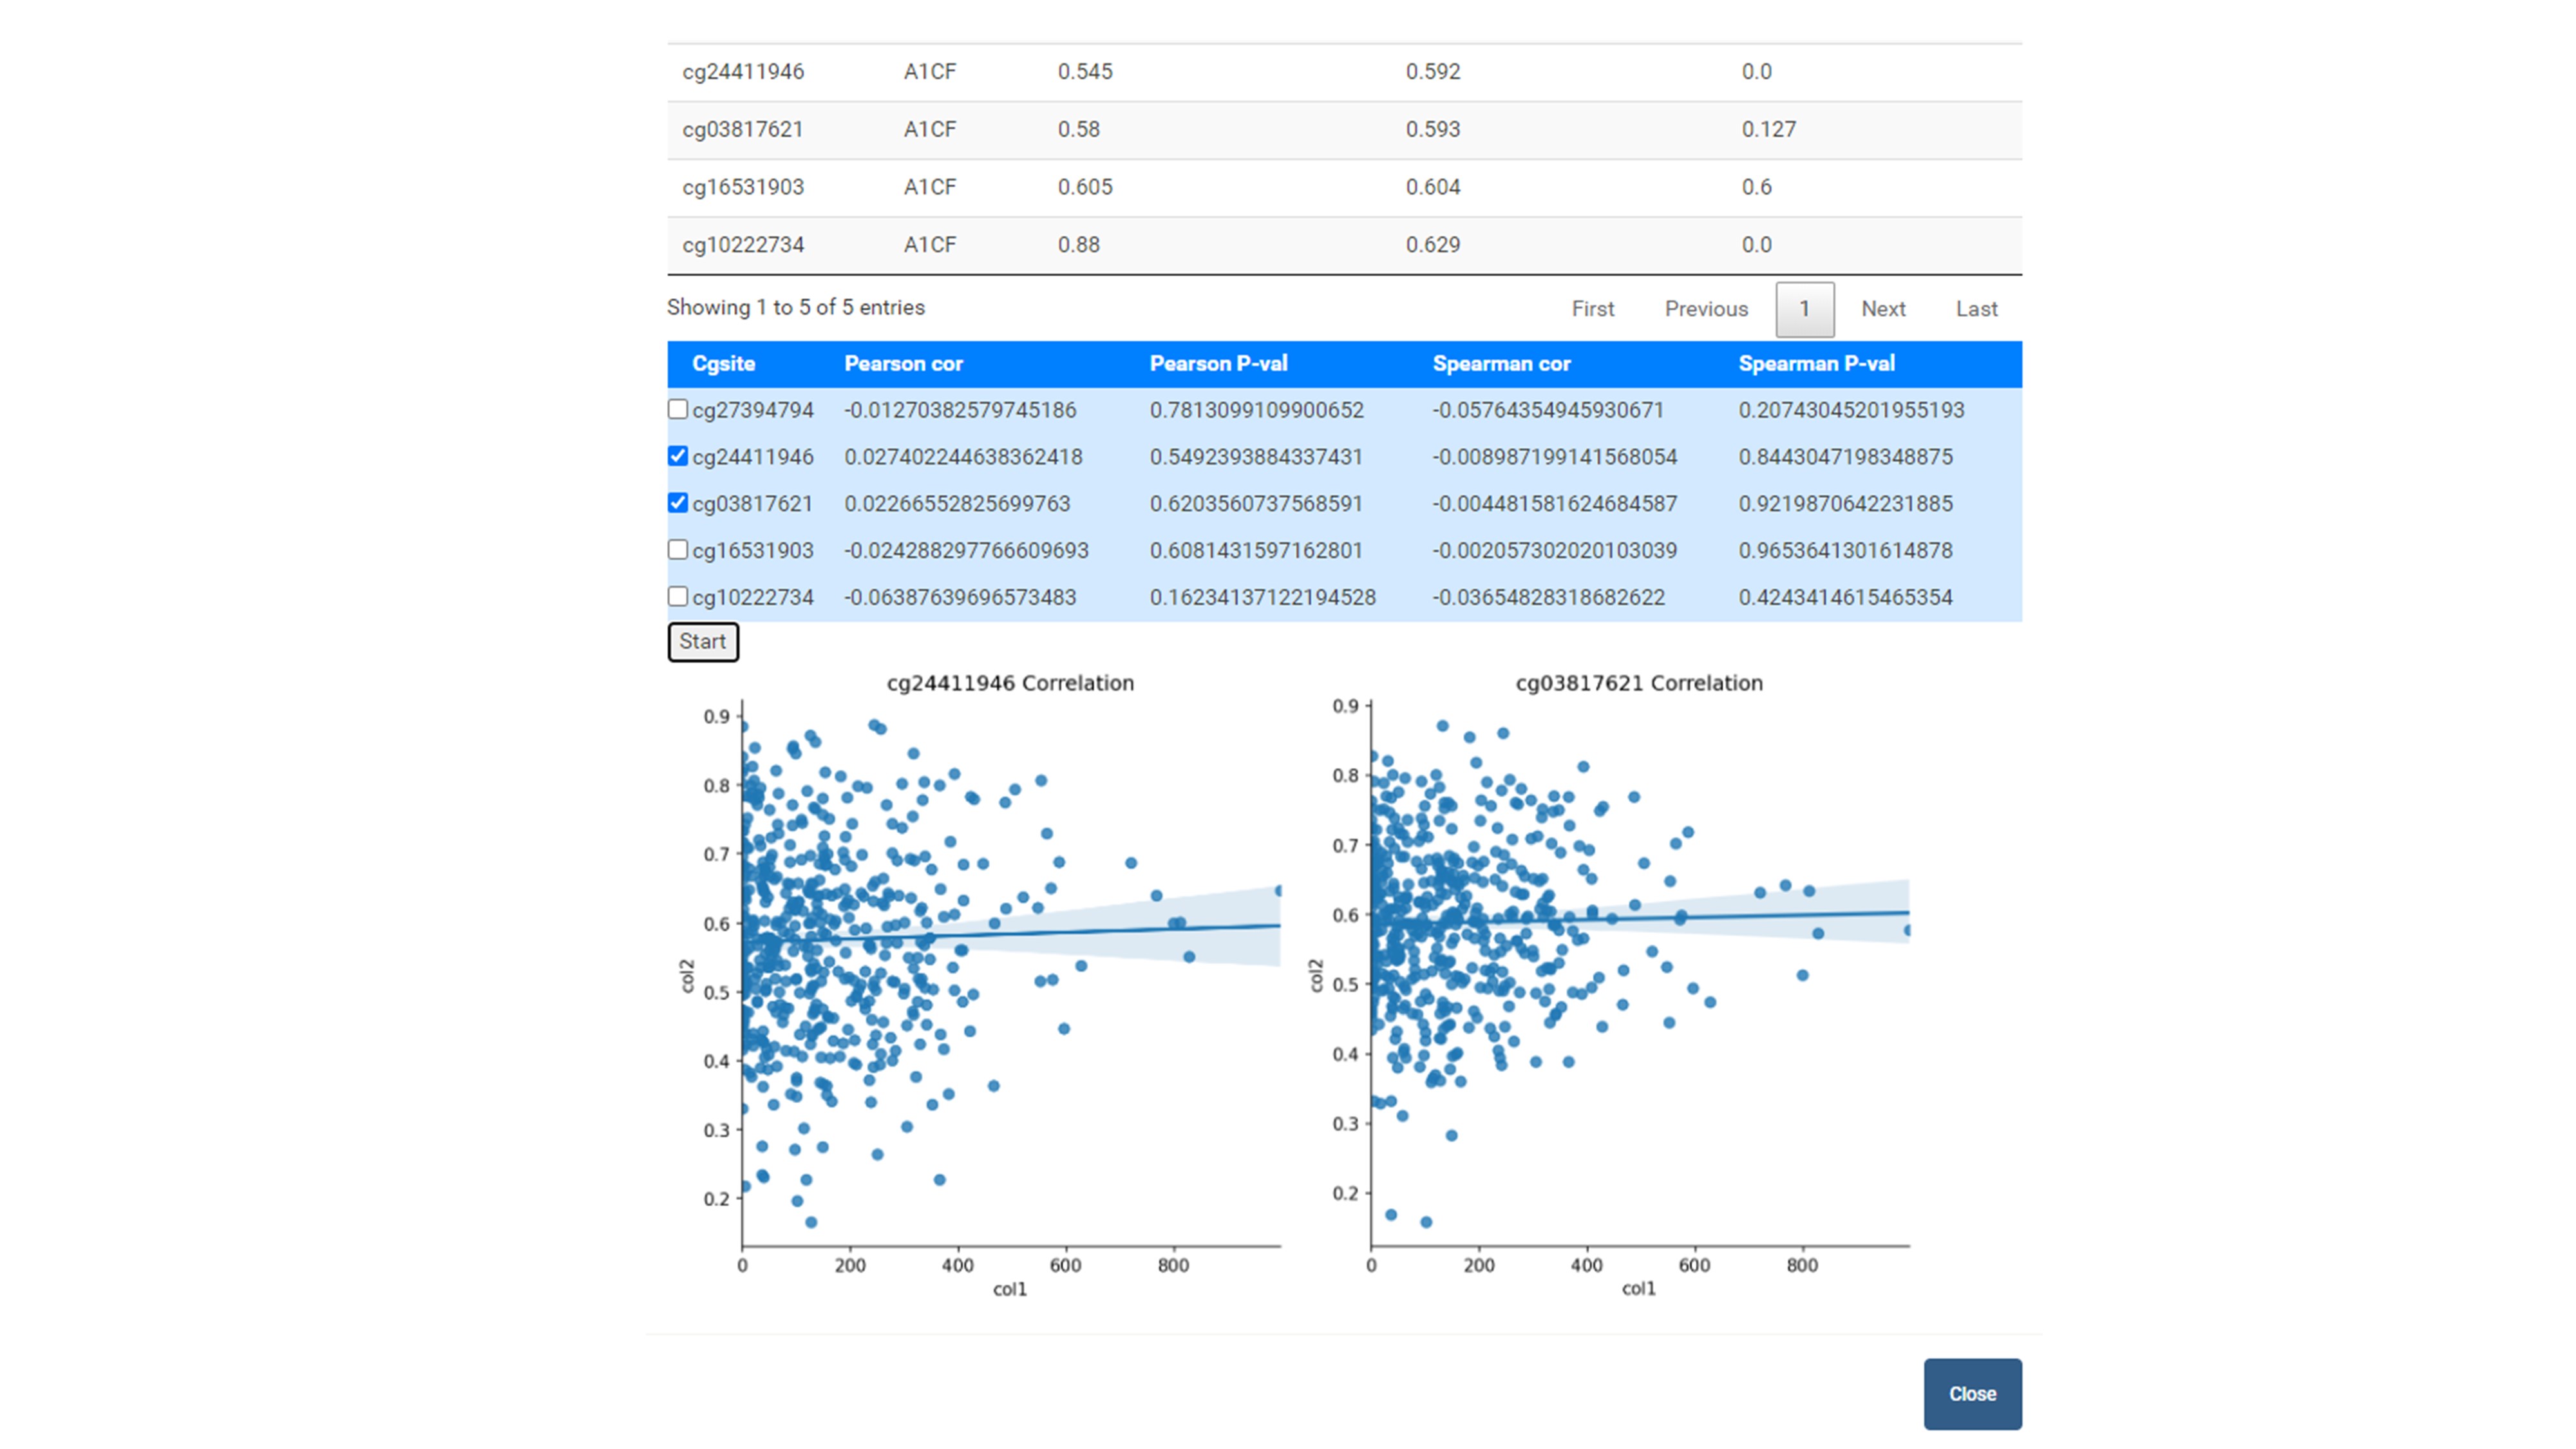 cg24411946 A1CF 0.545 0.592 0.0
cg03817621 A1CF 0.58 0.593 0.127
cg16531903 A1CF 0.605 0.604 0.6
cg10222734 A1CF 0.88 0.629 0.0
Showing 1 to 5 of 5 entries First Previous 1 Next Last
Cgsite Pearson cor Pearson P-val Spearman cor Spearman P-val
cg27394794 -0.01270382579745186 0.7813099109900652 -0.05764354945930671 0.20743045201955193
cg24411946 0.027402244638362418 0.5492393884337431 -0.008987199141568054 0.8443047198348875
cg03817621 0.02266552825699763 0.6203560737568591 -0.004481581624684587 0.9219870642231885
cg16531903 -0.024288297766609693 0.6081431597162801 -0.002057302020103039 0.9653641301614878
cg10222734 -0.06387639696573483 0.16234137122194528 -0.03654828318682622 0.4243414615465354
Start
cg24411946 Correlation
0.9
0.8
0.7
0.6
0.5
0.4
0.3
0.2
col2
0 200 400 600 800
col1
cg03817621 Correlation
0.9
0.8
0.7
0.6
0.5
0.4
0.3
0.2
col2
0 200 400 600 800
col1
Close